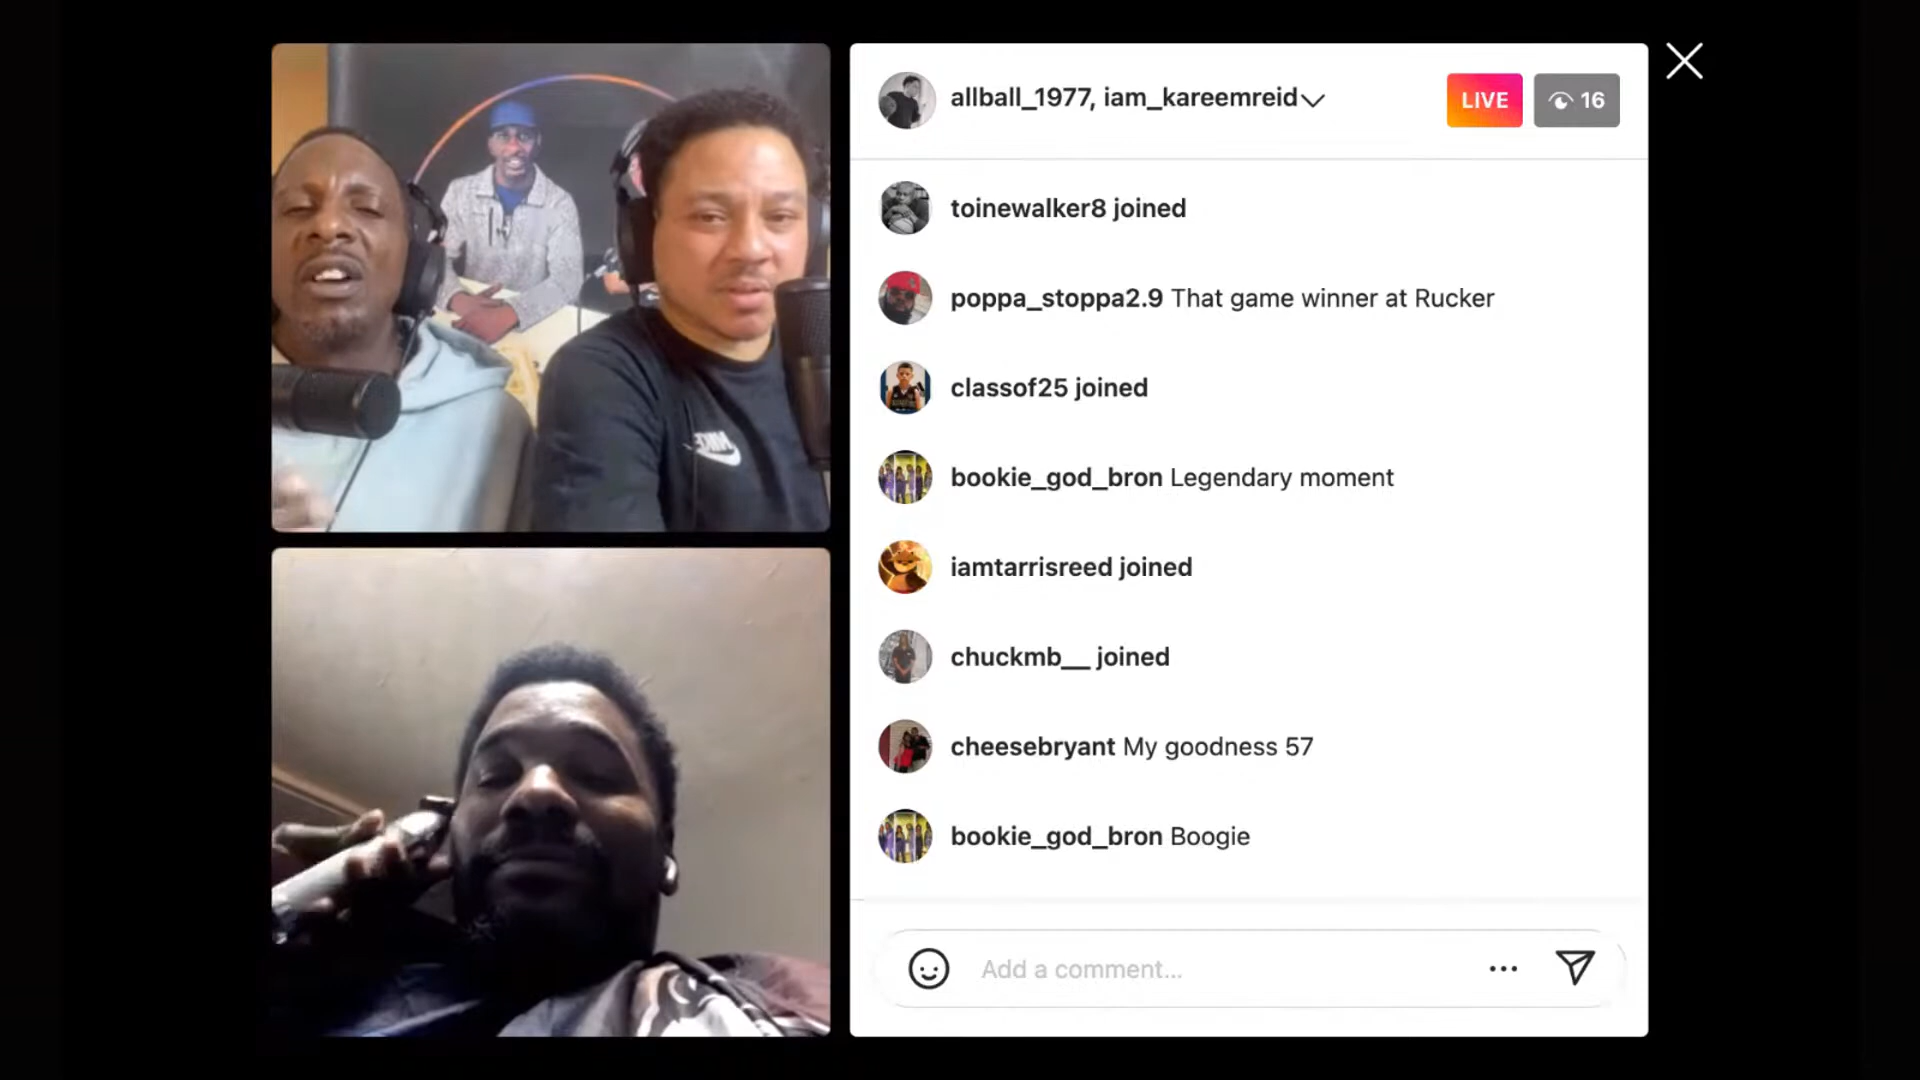 allball_1977, iam_kareemreid
LIVE
16
toinewalker8 joined
poppa_stoppa2.9 That game winner at Rucker
classof25 joined
bookie_god_bron Legendary moment
iamtarrisreed joined
chuckmb__ joined
cheesebryant My goodness 57
bookie_god_bron Boogie
Add a comment...
NIKE